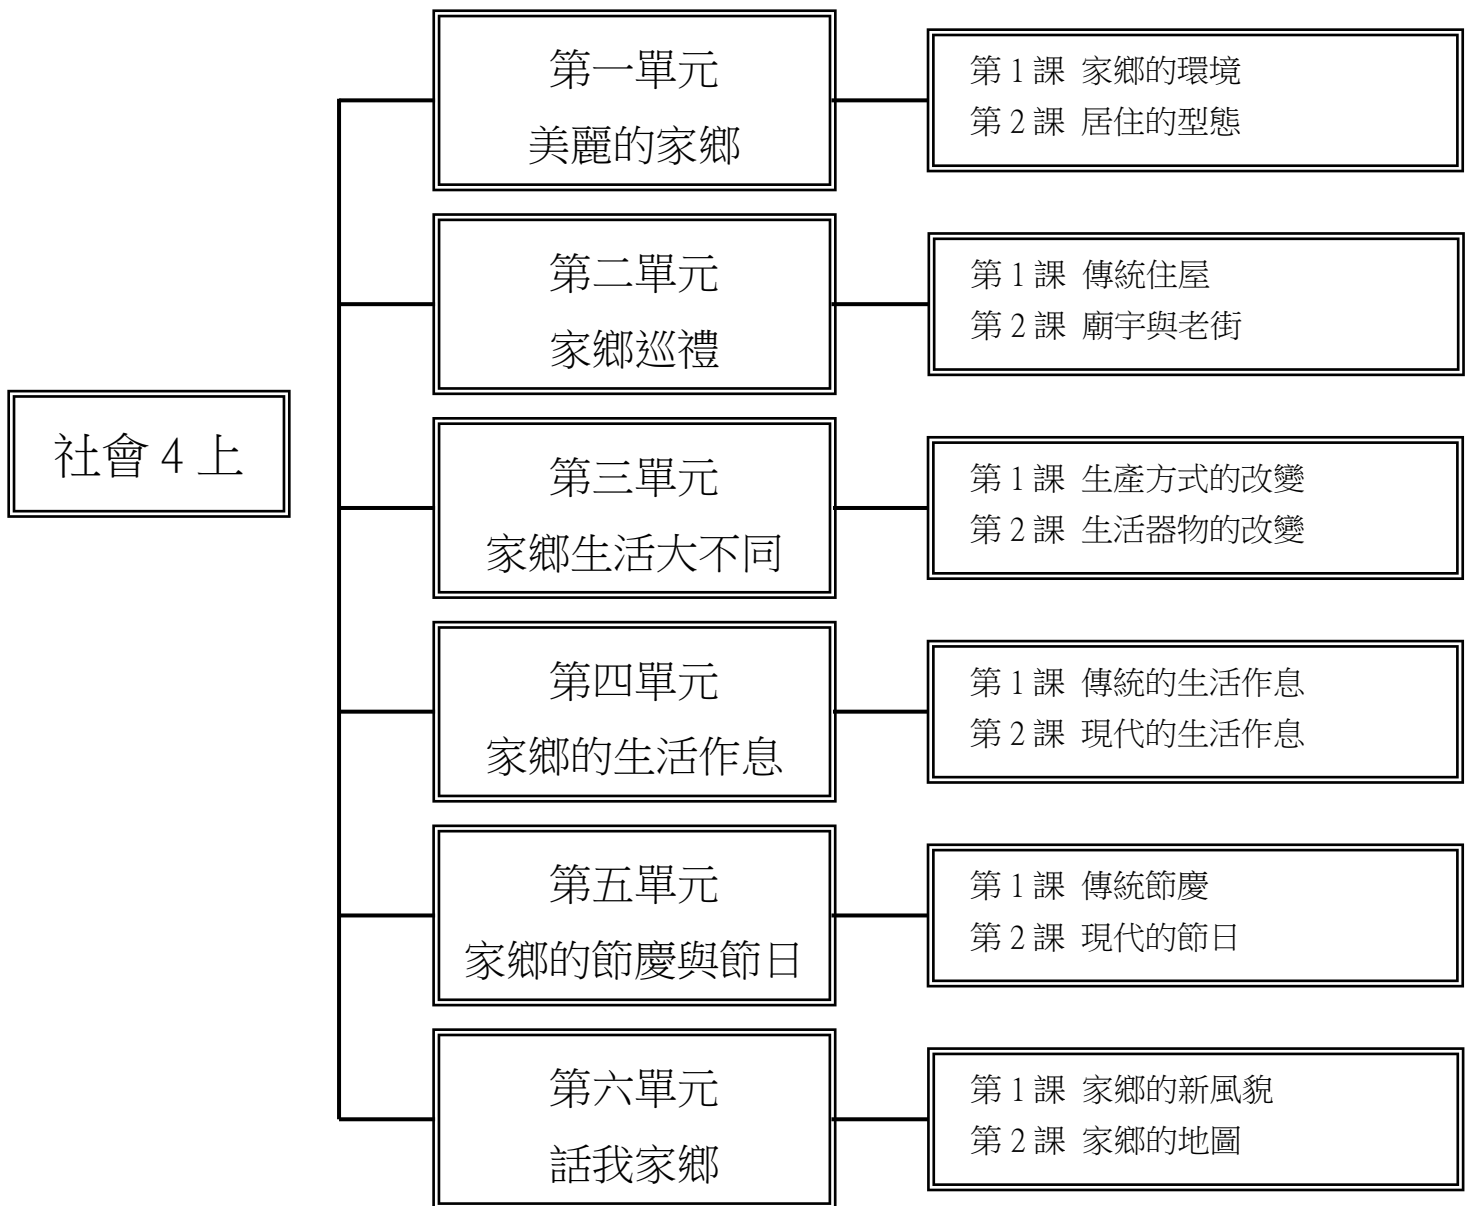 社會 4 上
第一單元
美麗的家鄉
第 1 課 家鄉的環境
第 2 課 居住的型態
第二單元
家鄉巡禮
第 1 課 傳統住屋
第 2 課 廟宇與老街
第三單元
家鄉生活大不同
第 1 課 生產方式的改變
第 2 課 生活器物的改變
第四單元
家鄉的生活作息
第 1 課 傳統的生活作息
第 2 課 現代的生活作息
第五單元
家鄉的節慶與節日
第 1 課 傳統節慶
第 2 課 現代的節日
第六單元
話我家鄉
第 1 課 家鄉的新風貌
第 2 課 家鄉的地圖